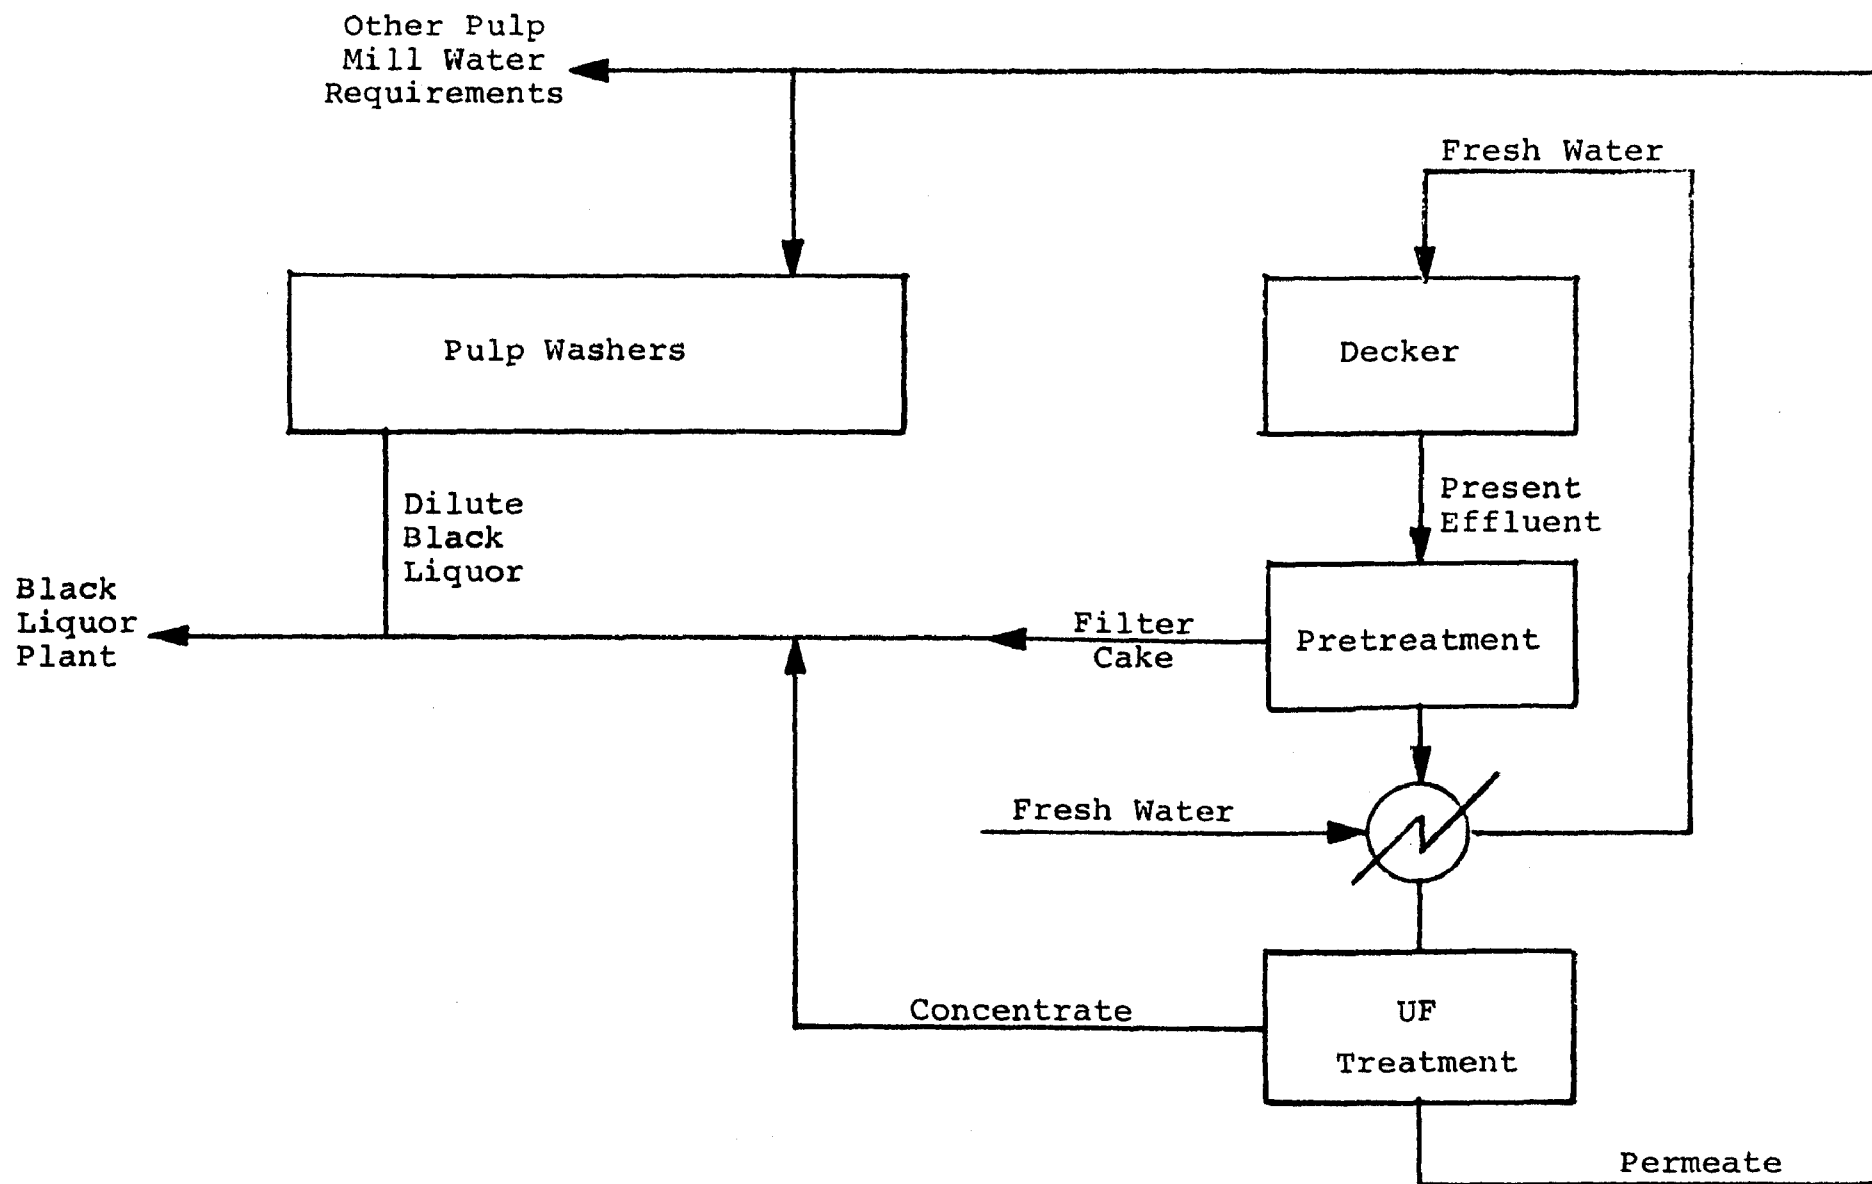 Other Pulp
Mill Water
Requirements
Fresh Water
Pulp Washers
Decker
Dilute
Black
Liquor
Present
Effluent
Black
Liquor
Plant
Filter
Cake
Pretreatment
Fresh Water
Concentrate
UF
Treatment
Permeate